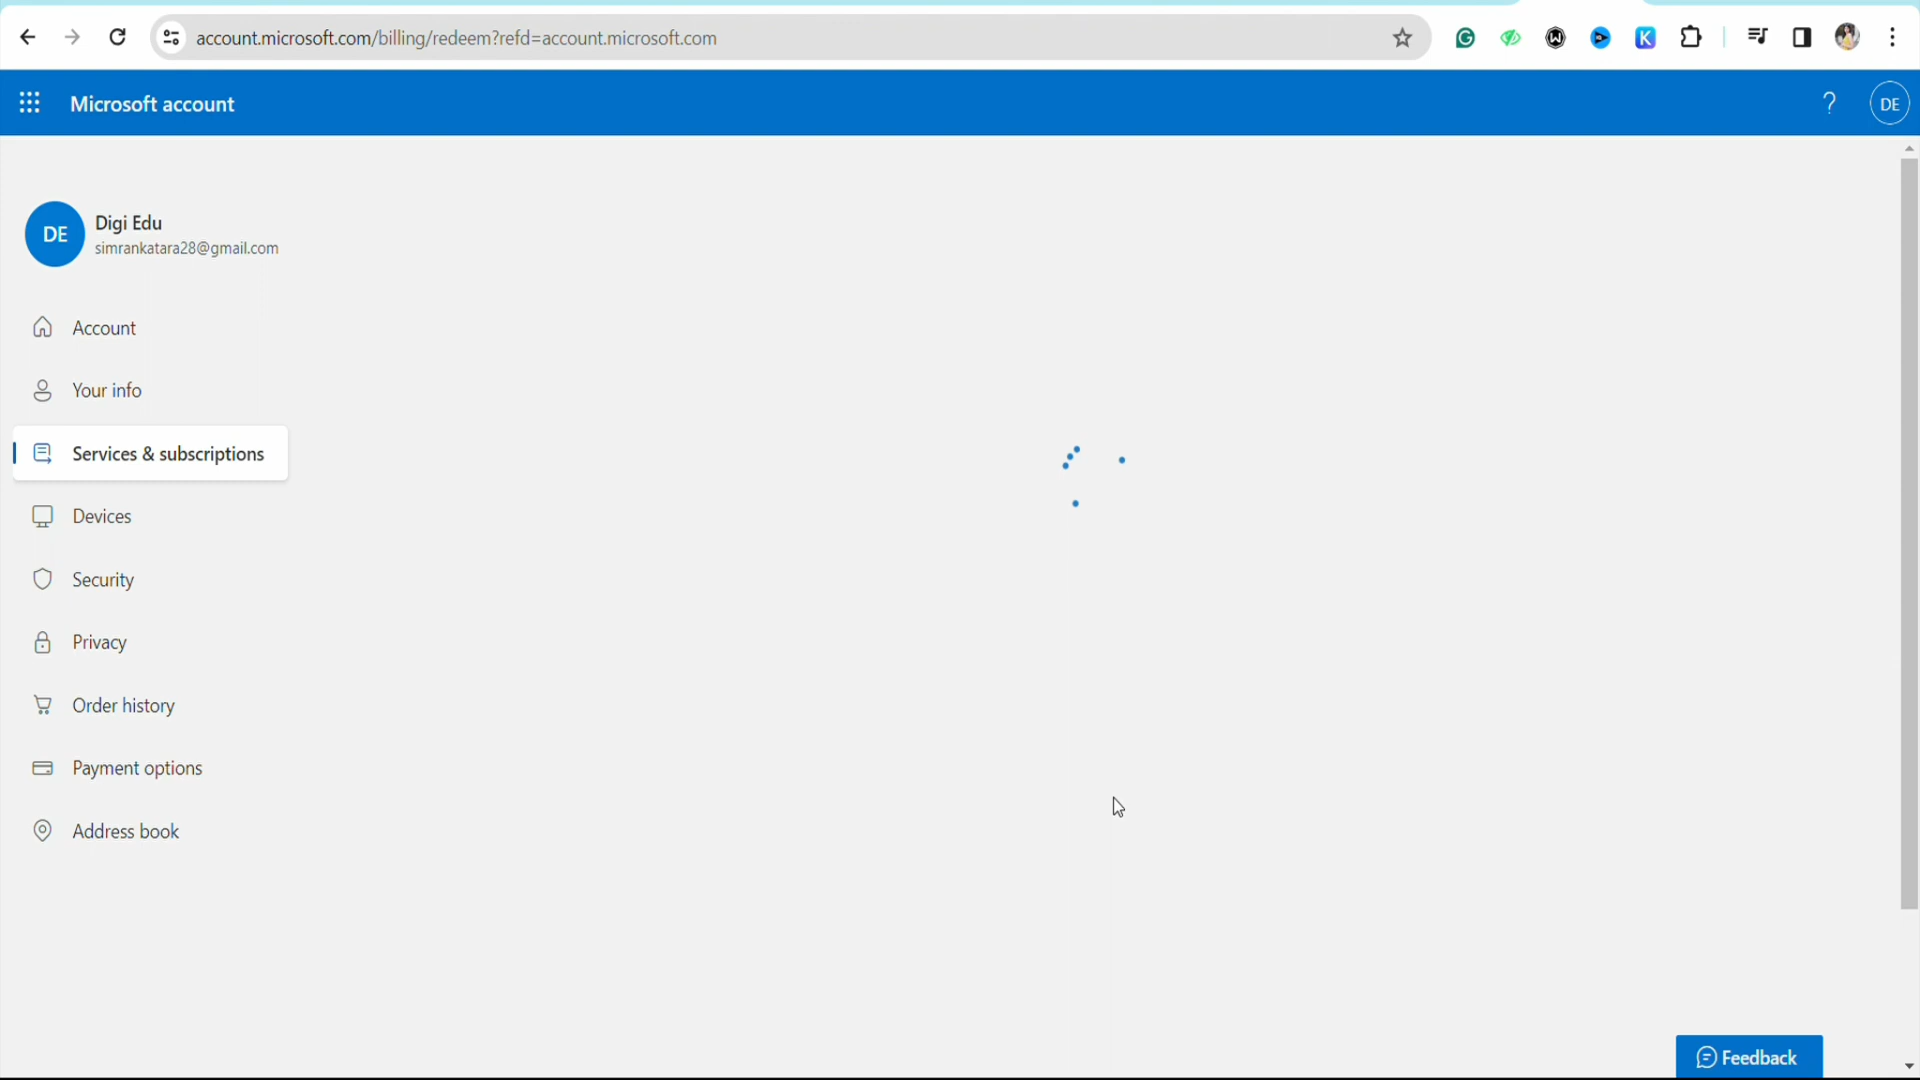 account.microsoft.com/billing/redeem?refd=account.microsoft.com
Microsoft account
?
DE
DE
Digi Edu
simrankatara28@gmail.com
Account
Your info
Services & subscriptions
Devices
Security
Privacy
Order history
Payment options
Address book
Feedback